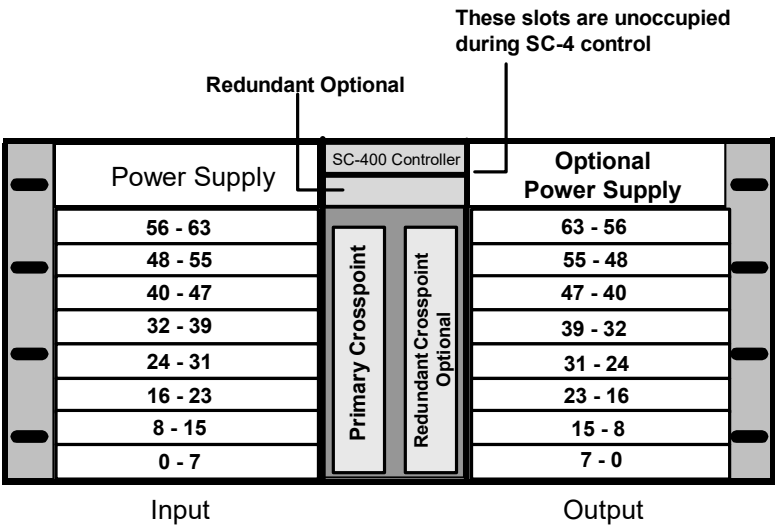 These slots are unoccupied
during SC-4 control
Redundant Optional
Power Supply
SC-400 Controller
Optional
Power Supply
56 - 63
48 - 55
40 - 47
32 - 39
24 - 31
16 - 23
8 - 15
0 - 7
Primary Crosspoint
Redundant Crosspoint
Optional
63 - 56
55 - 48
47 - 40
39 - 32
31 - 24
23 - 16
15 - 8
7 - 0
Input
Output